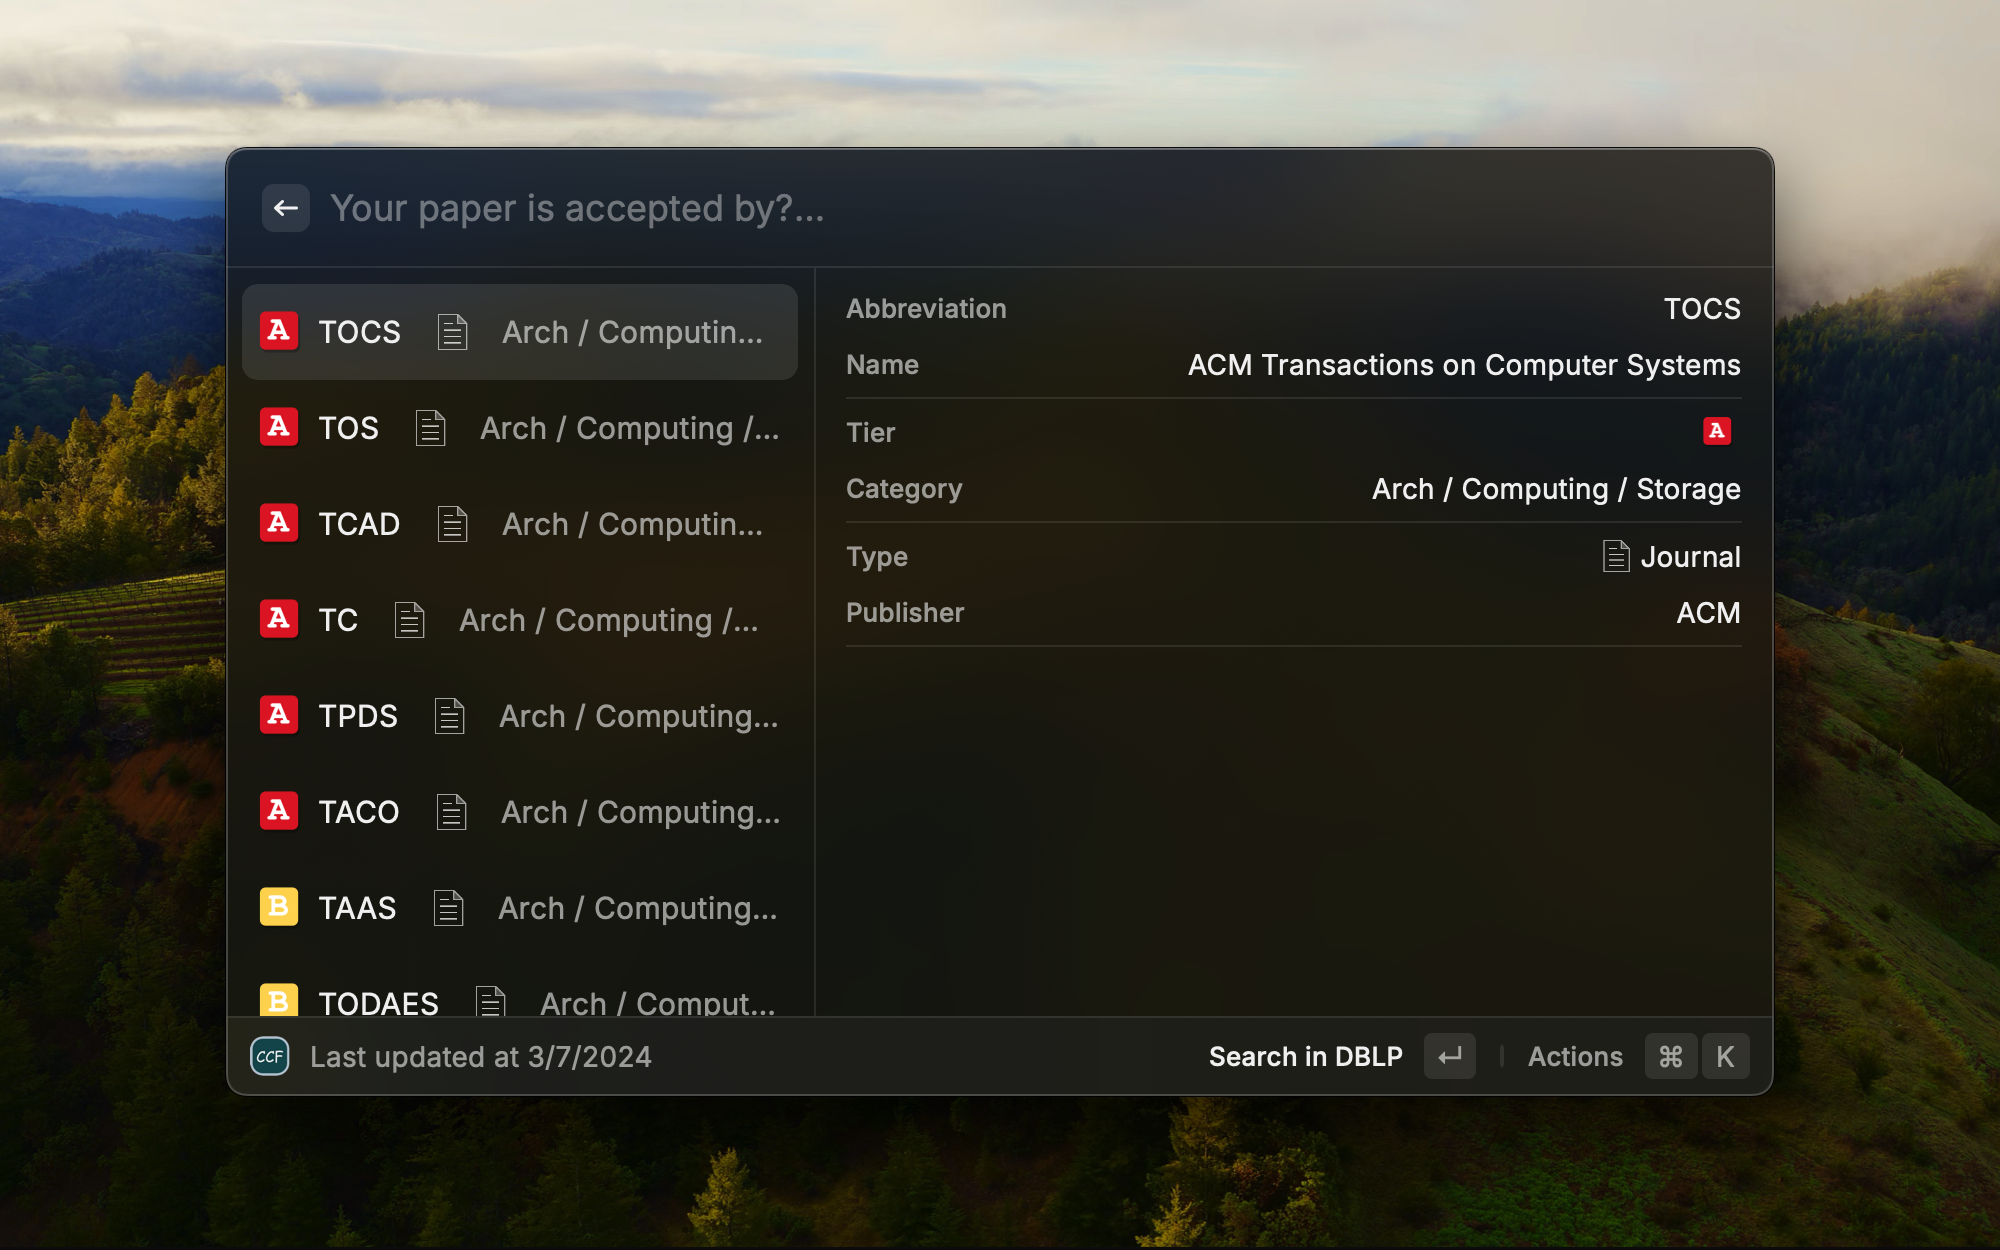 Your paper is accepted by?...
A TOCS Arch / Computin...
A TOS Arch / Computing /...
A TCAD Arch / Computin...
A TC Arch / Computing /...
A TPDS Arch / Computing...
A TACO Arch / Computing...
B TAAS Arch / Computing...
B TODAES Arch / Comput...
Abbreviation TOCS
Name ACM Transactions on Computer Systems
Tier A
Category Arch / Computing / Storage
Type Journal
Publisher ACM
CCF Last updated at 3/7/2024
Search in DBLP ↵ Actions ⌘ K